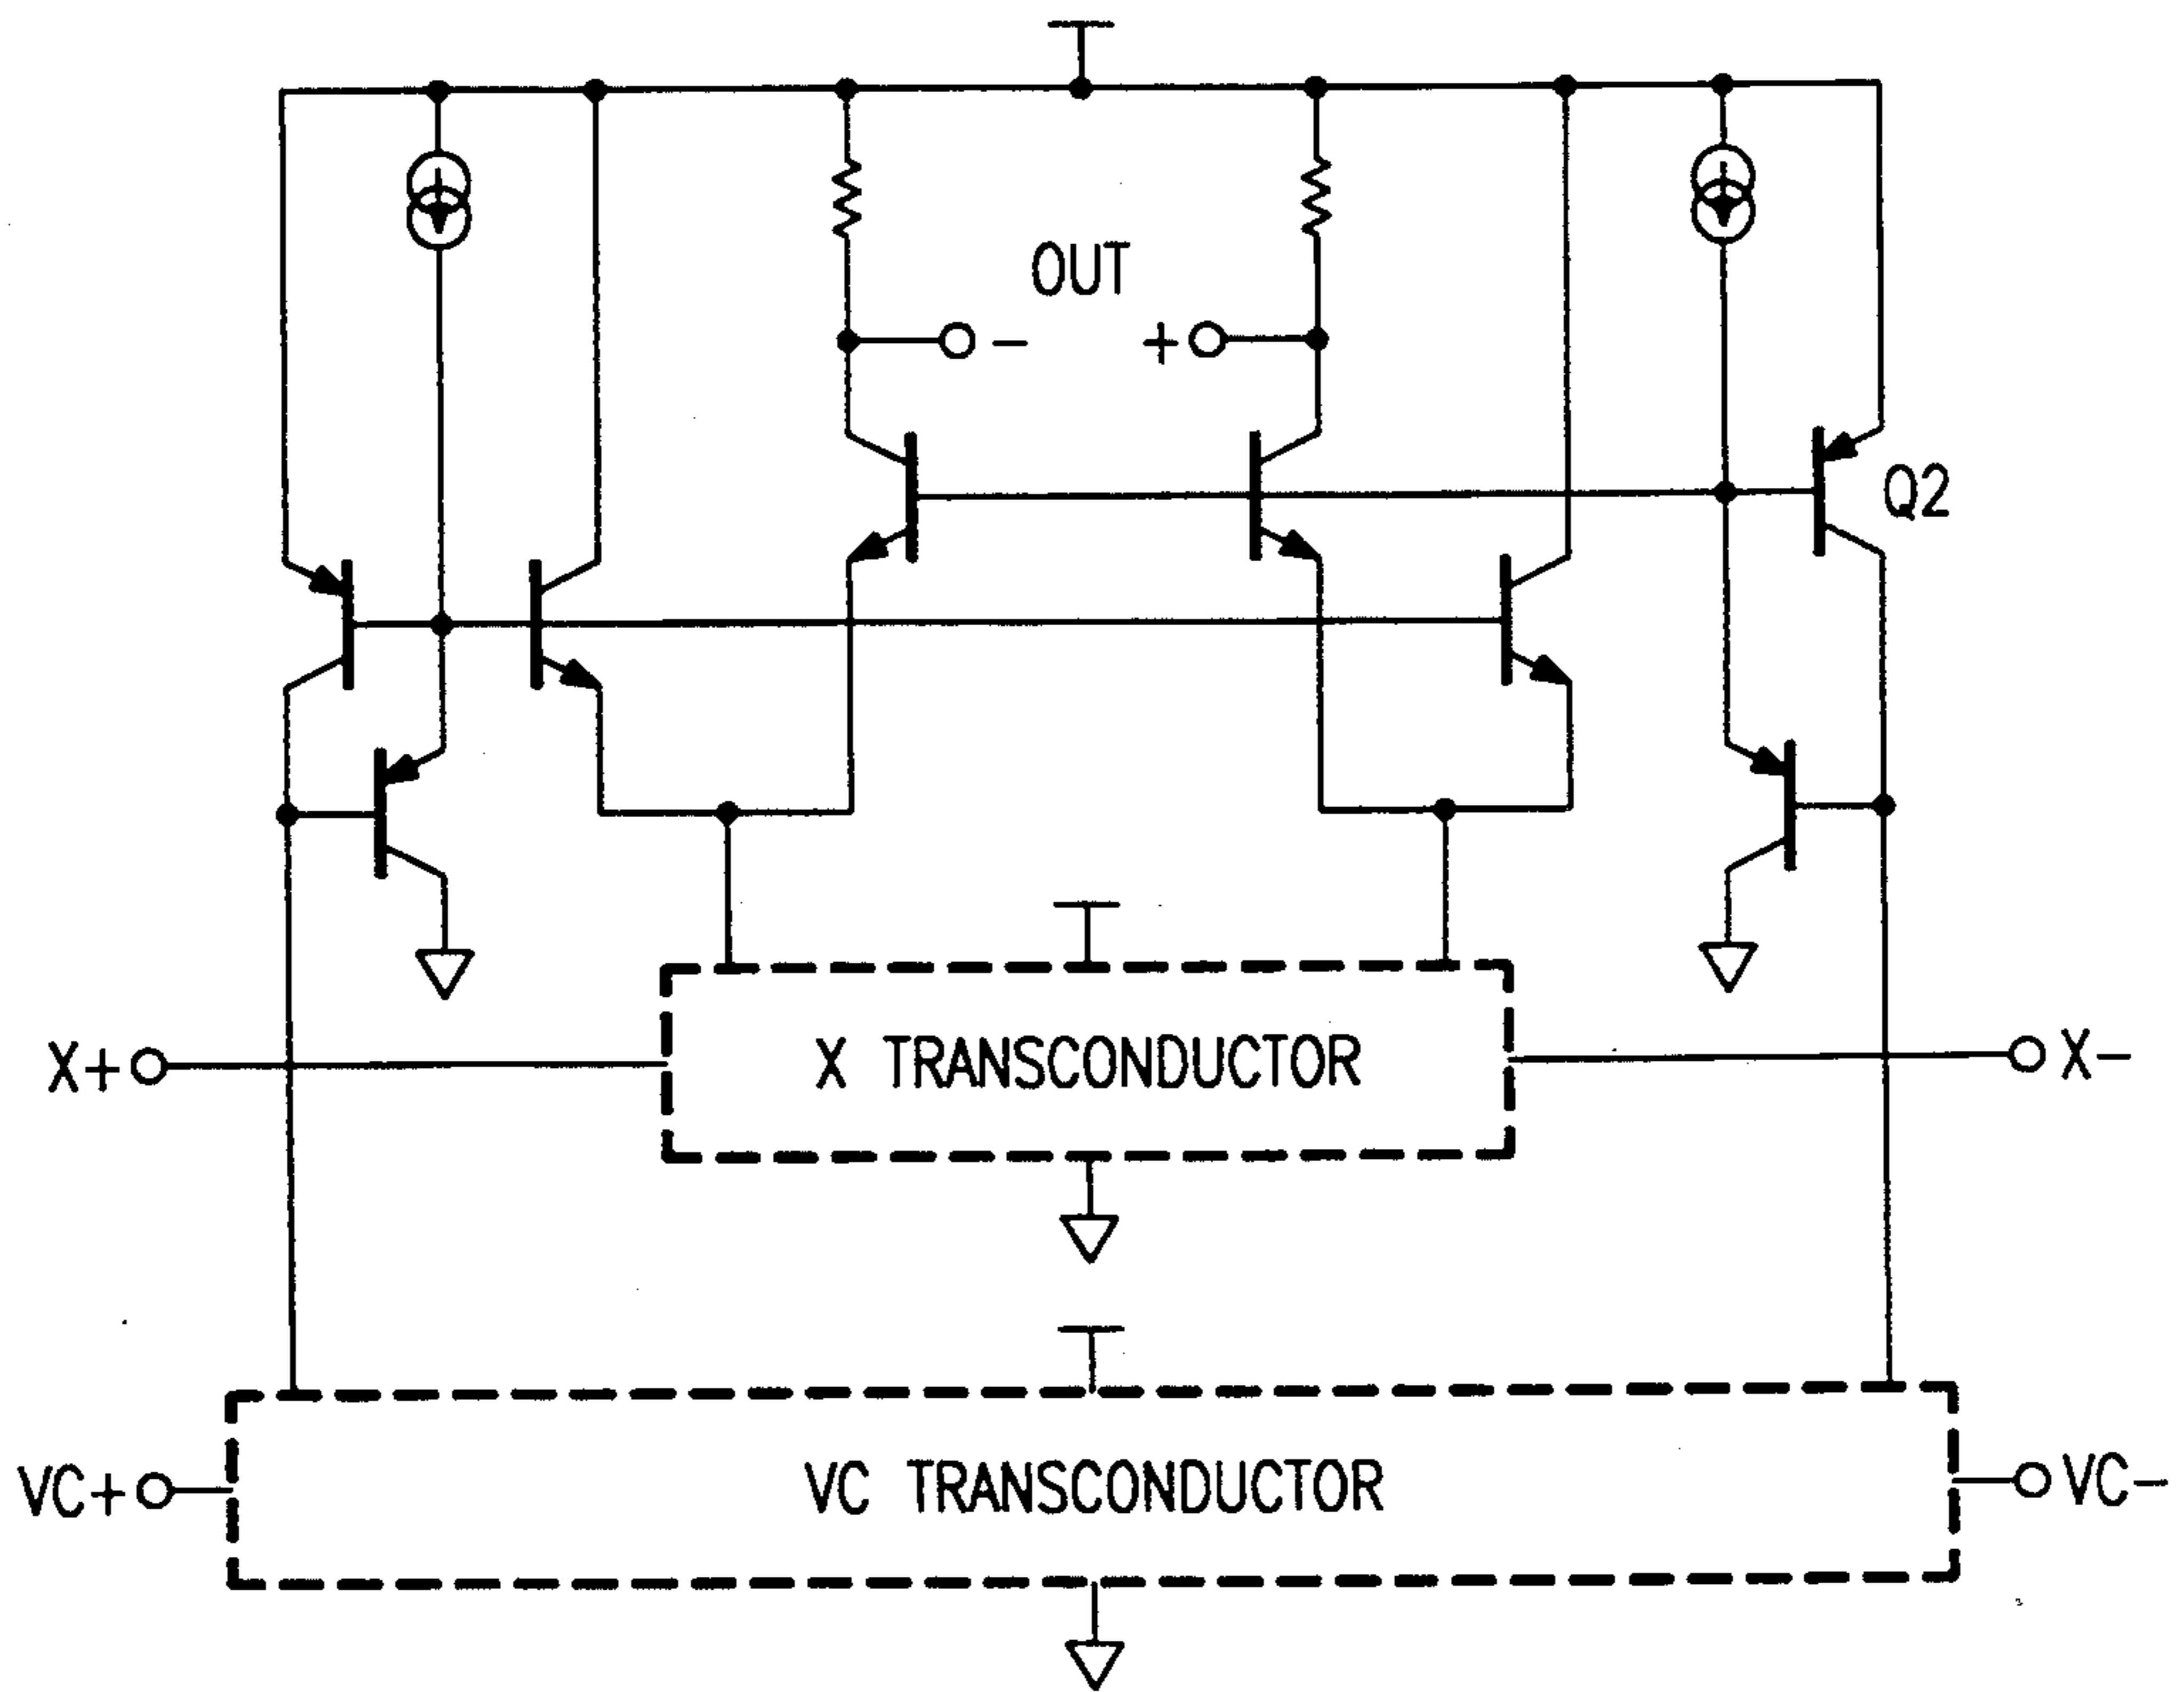 OUT
- +
Q2
X+ X TRANSCONDUCTOR X-
VC+ VC TRANSCONDUCTOR VC-